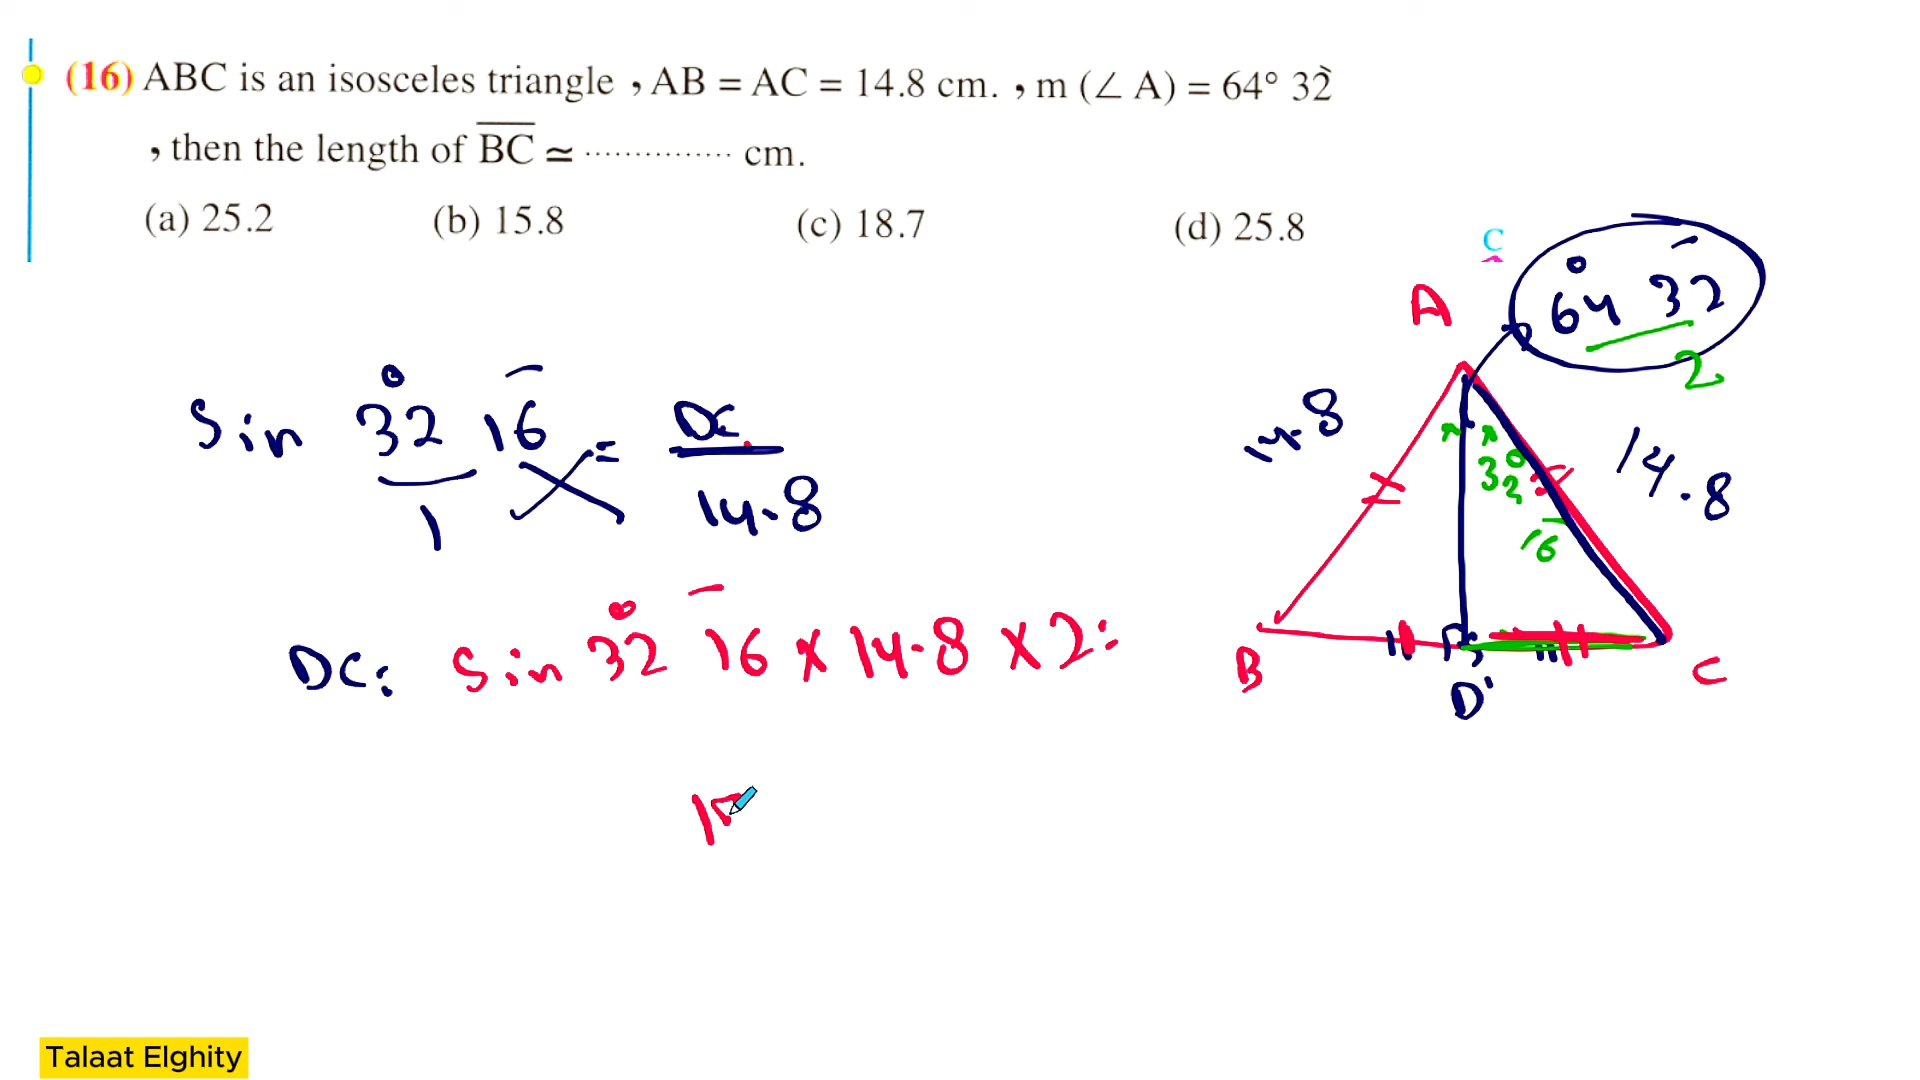 (16) ABC is an isosceles triangle , AB = AC = 14.8 cm. , m (∠ A) = 64° 32̀
, then the length of B̅C̅ ≃ ·············· cm.
(a) 25.2 (b) 15.8 (c) 18.7 (d) 25.8
C
A
64° 32
2
Sin 32° 16 = DC
1 14.8
14.8
14.8
x x
32°
16
DC: Sin 32° 16 × 14.8 × 2:
B
D
C
Talaat Elghity